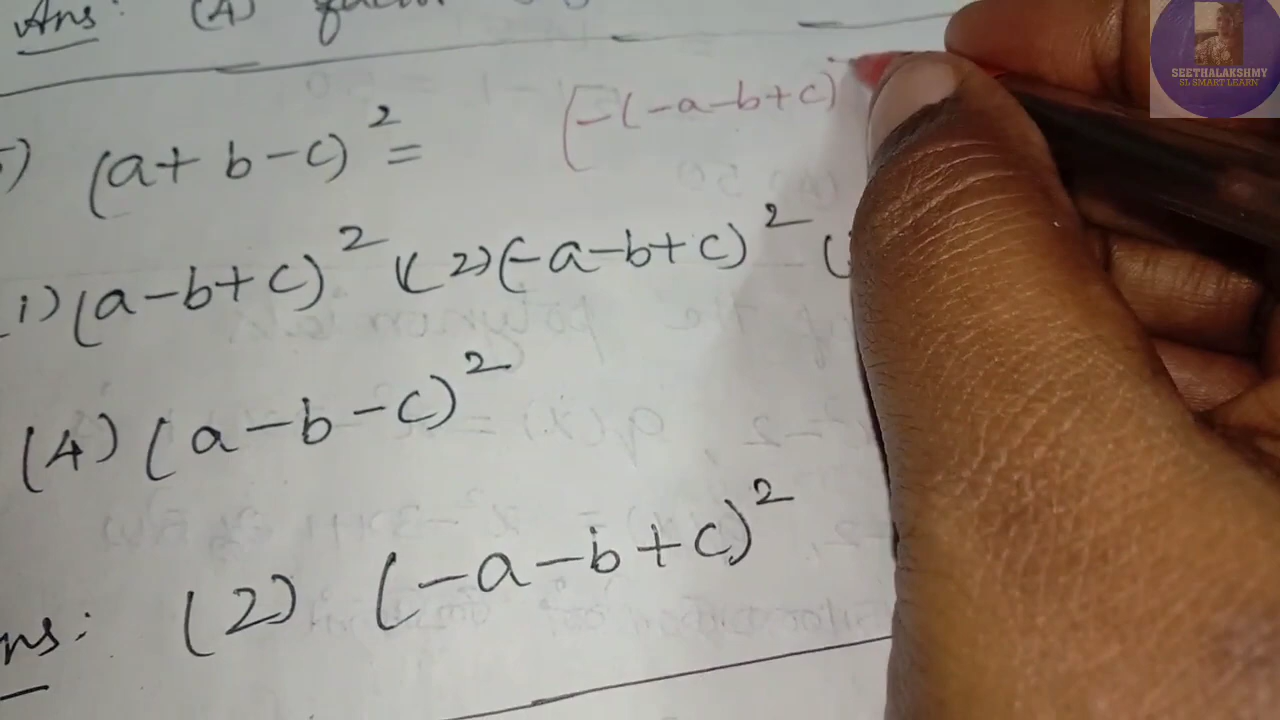 Ans: (4)
5) (a+b-c)² = [-(-a-b+c)
(1) (a-b+c)² (2) (-a-b+c)² (
(4) (a-b-c)²
Ans: (2) (-a-b+c)²
SEETHALAKSHMY
SL SMART LEARN